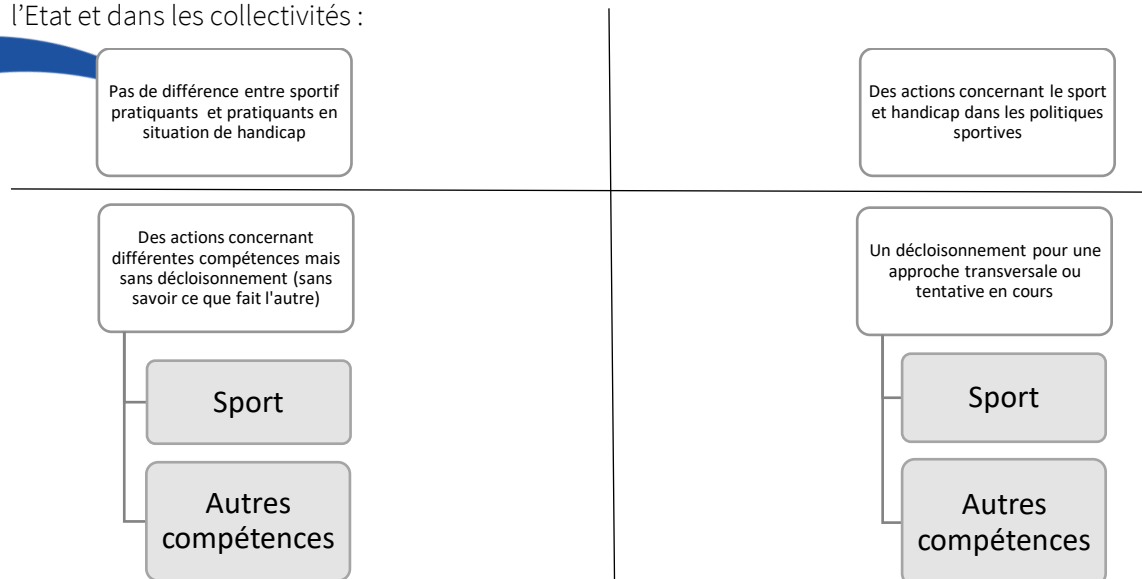 l’Etat et dans les collectivités :
Pas de différence entre sportif
pratiquants et pratiquants en
situation de handicap
Des actions concernant le sport
et handicap dans les politiques
sportives
Des actions concernant
différentes compétences mais
sans décloisonnement (sans
savoir ce que fait l'autre)
Sport
Autres
compétences
Un décloisonnement pour une
approche transversale ou
tentative en cours
Sport
Autres
compétences